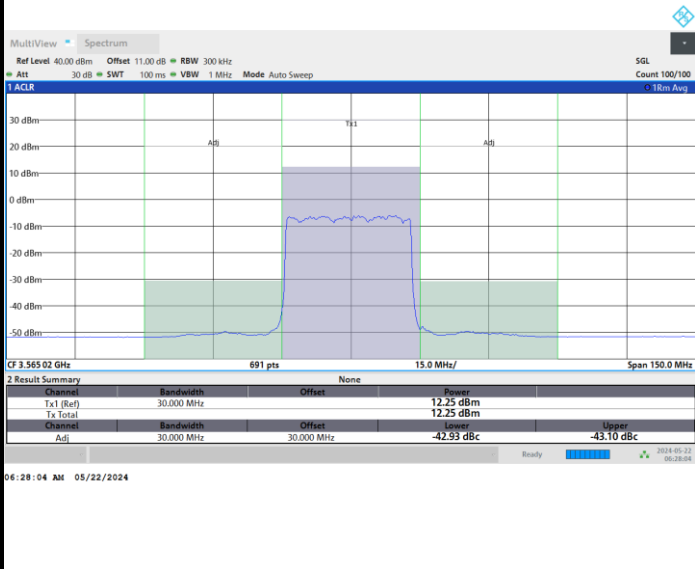 MultiView Spectrum
Ref Level 40.00 dBm Offset 11.00 dB RBW 300 kHz SGL
Att 30 dB SWT 100 ms VBW 1 MHz Mode Auto Sweep Count 100/100
1 ACLR 1Rm Avg
30 dBm
Tx1
20 dBm
Adj Adj
10 dBm
0 dBm
-10 dBm
-20 dBm
-30 dBm
-40 dBm
-50 dBm
CF 3.565 02 GHz 691 pts 15.0 MHz/ Span 150.0 MHz
2 Result Summary None
Channel Bandwidth Offset Power
Tx1 (Ref) 30.000 MHz 12.25 dBm
Tx Total 12.25 dBm
Channel Bandwidth Offset Lower Upper
Adj 30.000 MHz 30.000 MHz -42.93 dBc -43.10 dBc
Ready 2024-05-22
06:28:04
06:28:04 AM 05/22/2024